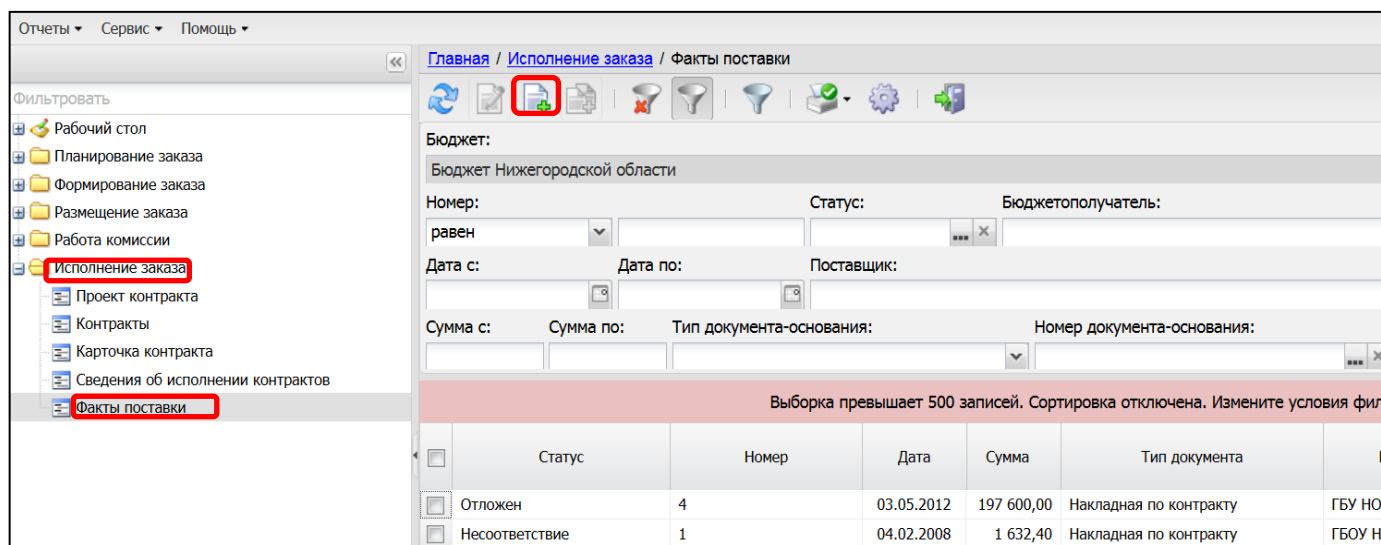 Отчеты Сервис Помощь
Главная / Исполнение заказа / Факты поставки
Фильтровать
Рабочий стол
Планирование заказа
Формирование заказа
Размещение заказа
Работа комиссии
Исполнение заказа
Проект контракта
Контракты
Карточка контракта
Сведения об исполнении контрактов
Факты поставки
Бюджет:
Бюджет Нижегородской области
Номер: Статус: Бюджетополучатель:
равен
Дата с: Дата по: Поставщик:
Сумма с: Сумма по: Тип документа-основания: Номер документа-основания:
Выборка превышает 500 записей. Сортировка отключена. Измените условия фил
Статус Номер Дата Сумма Тип документа
Отложен 4 03.05.2012 197 600,00 Накладная по контракту ГБУ НО
Несоответствие 1 04.02.2008 1 632,40 Накладная по контракту ГБОУ Н